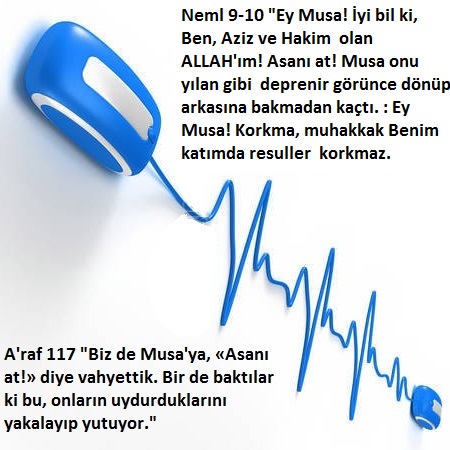 Neml 9-10 "Ey Musa! İyi bil ki,
Ben, Aziz ve Hakim olan
ALLAH'ım! Asanı at! Musa onu
yılan gibi deprenir görünce dönüp
arkasına bakmadan kaçtı. : Ey
Musa! Korkma, muhakkak Benim
katımda resuller korkmaz.
A'raf 117 "Biz de Musa'ya, «Asanı
at!» diye vahyettik. Bir de baktılar
ki bu, onların uydurduklarını
yakalayıp yutuyor."